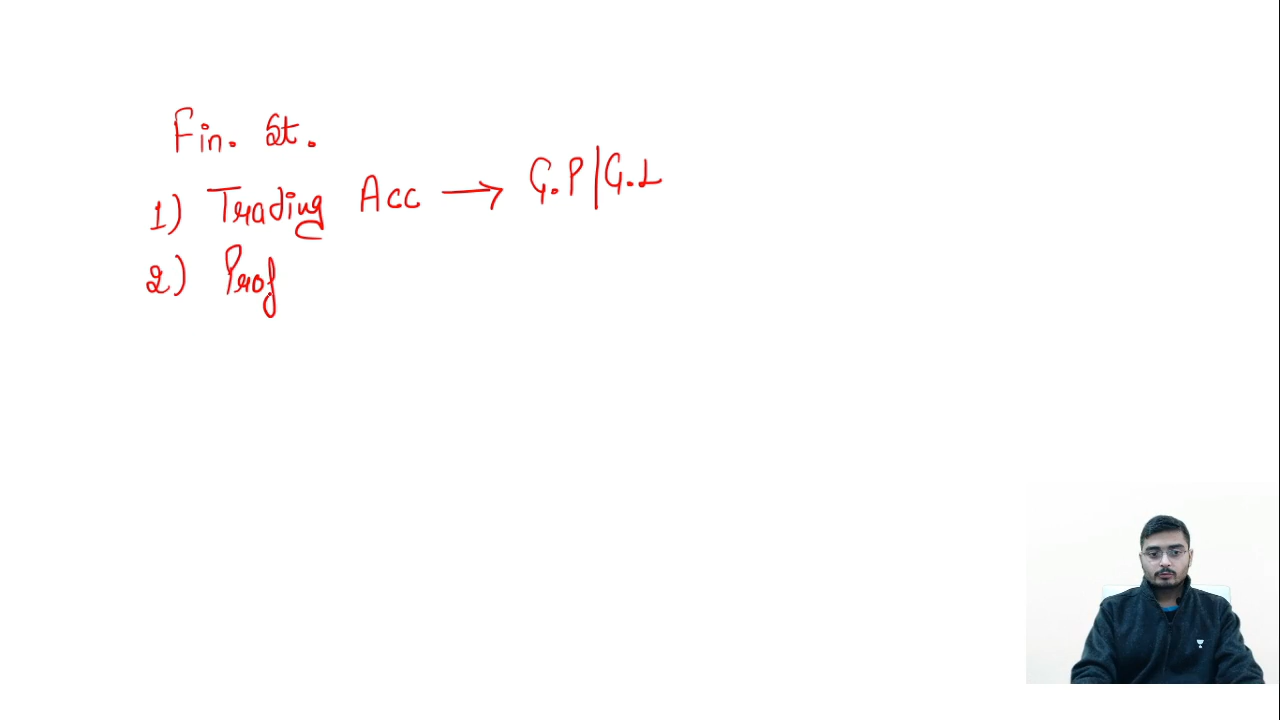 Fin. St.
1) Trading Acc → G.P|G.L
2) Prof